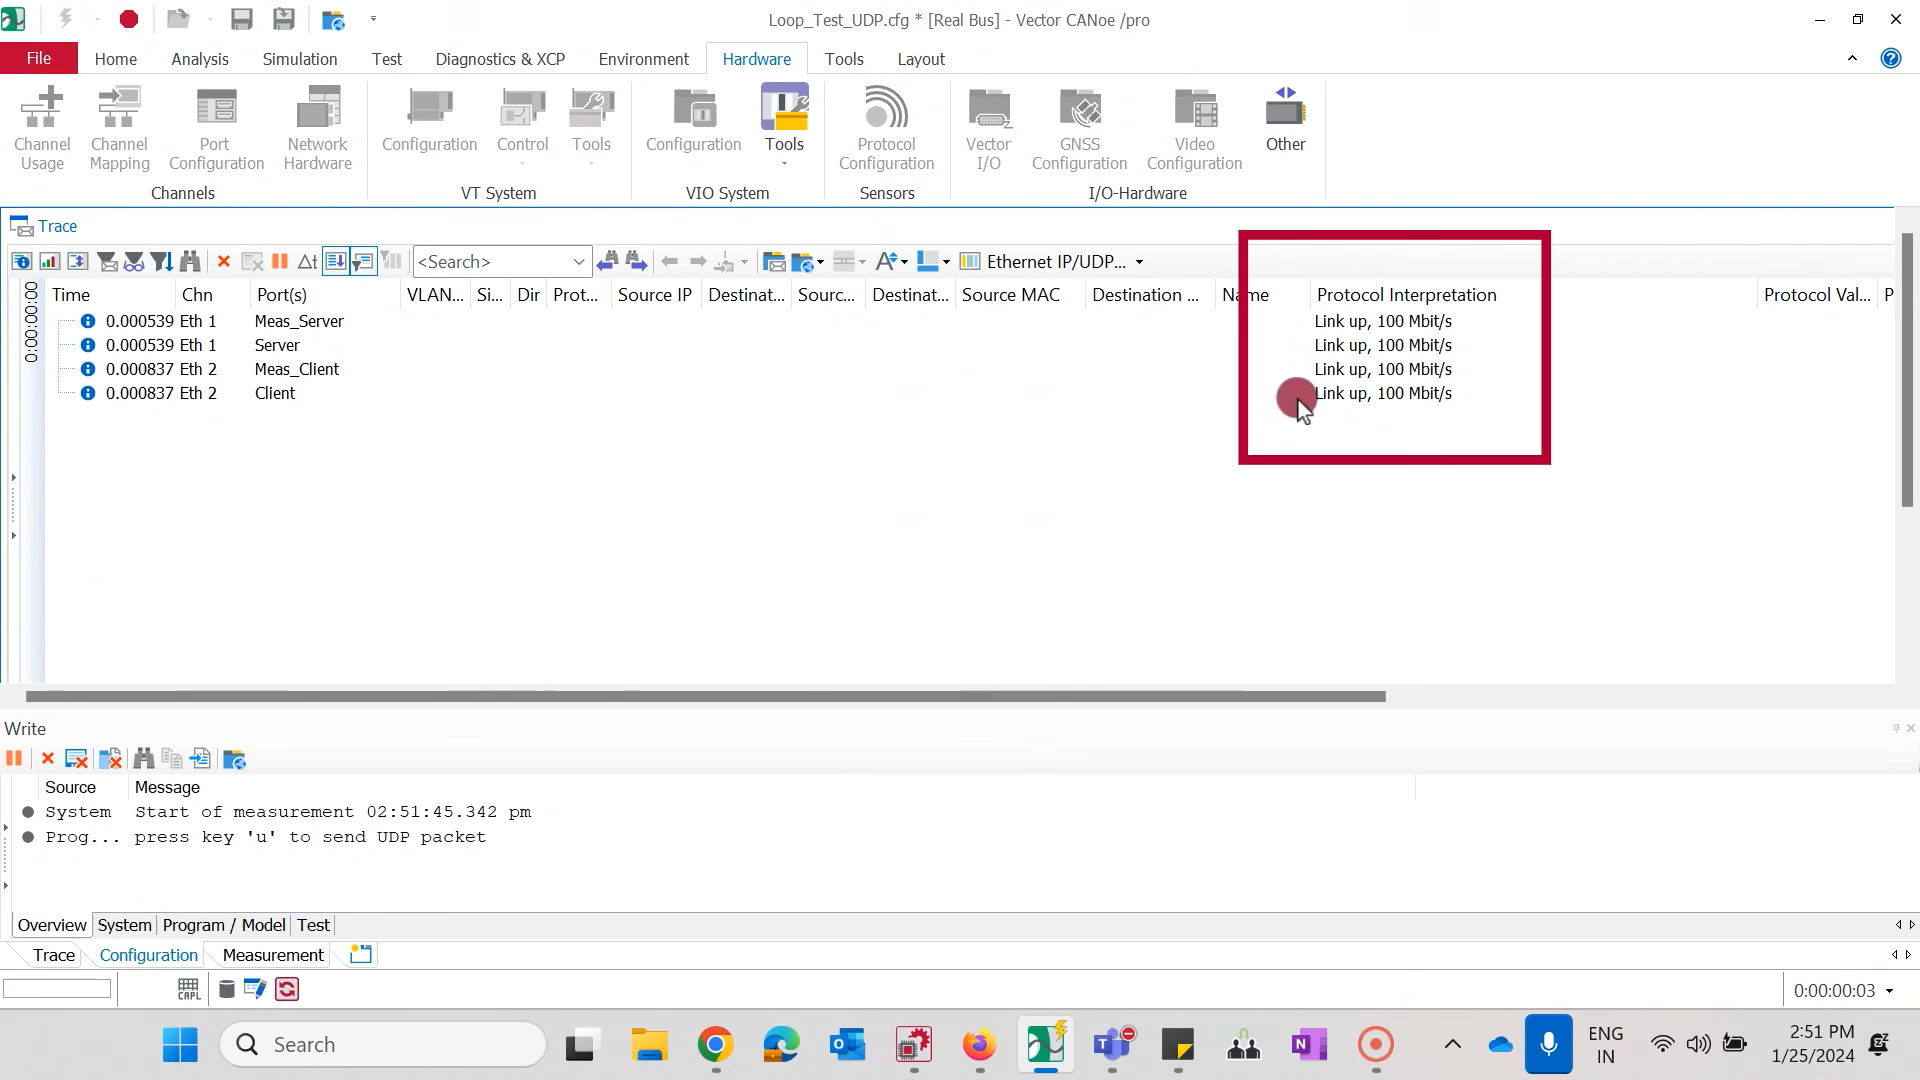 Loop_Test_UDP.cfg * [Real Bus] - Vector CANoe /pro
File Home Analysis Simulation Test Diagnostics & XCP Environment Hardware Tools Layout
Channel Usage
Channel Mapping
Port Configuration
Network Hardware
Configuration
Control
Tools
Configuration
Tools
Protocol Configuration
Vector I/O
GNSS Configuration
Video Configuration
Other
Channels VT System VIO System Sensors I/O-Hardware
Trace
<Search> Ethernet IP/UDP...
Time Chn Port(s) VLAN... Si... Dir Prot... Source IP Destinat... Sourc... Destinat... Source MAC Destination ... Name Protocol Interpretation Protocol Val... P
0:00:00:00
0.000539 Eth 1 Meas_Server Link up, 100 Mbit/s
0.000539 Eth 1 Server Link up, 100 Mbit/s
0.000837 Eth 2 Meas_Client Link up, 100 Mbit/s
0.000837 Eth 2 Client Link up, 100 Mbit/s
Write
Source Message
System Start of measurement 02:51:45.342 pm
Prog... press key 'u' to send UDP packet
Overview System Program / Model Test
Trace Configuration Measurement
CAPL
0:00:00:03
Search
ENG
IN
2:51 PM
1/25/2024